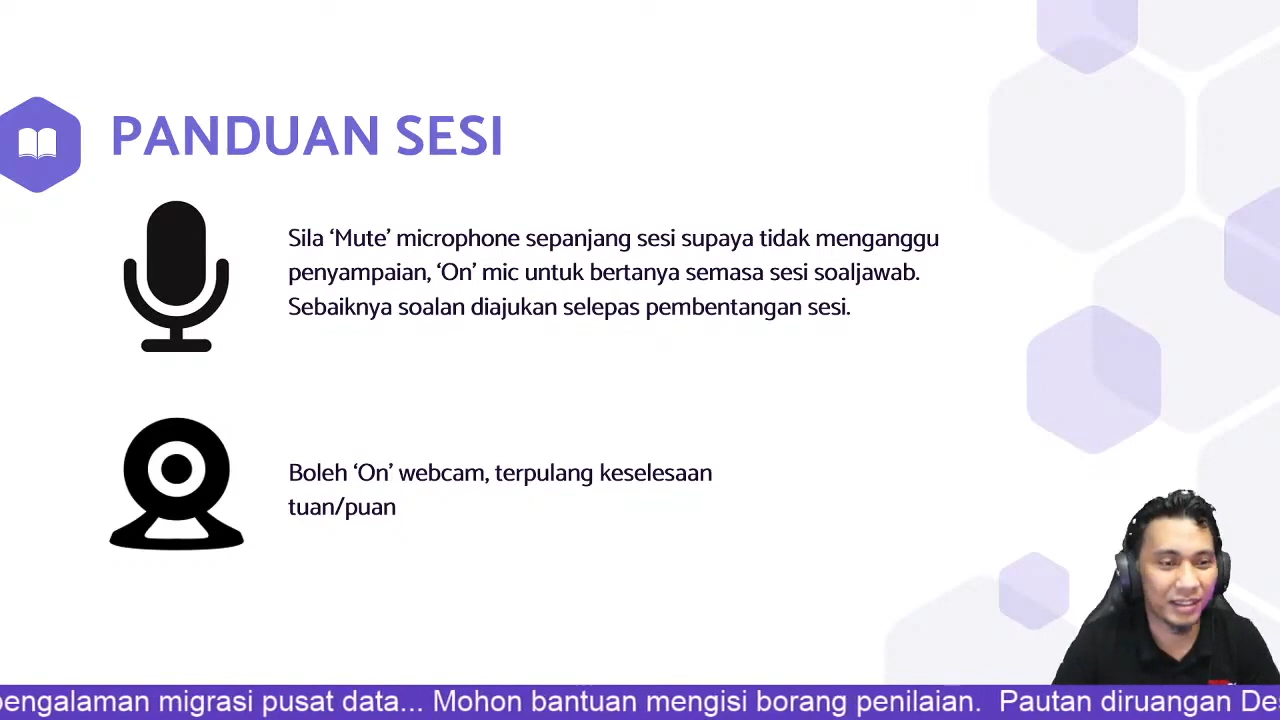 PANDUAN SESI
Sila ‘Mute’ microphone sepanjang sesi supaya tidak menganggu
penyampaian, ‘On’ mic untuk bertanya semasa sesi soaljawab.
Sebaiknya soalan diajukan selepas pembentangan sesi.
Boleh ‘On’ webcam, terpulang keselesaan
tuan/puan
pengalaman migrasi pusat data... Mohon bantuan mengisi borang penilaian. Pautan diruangan